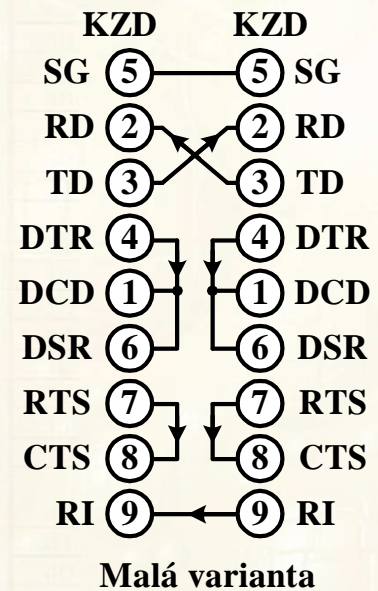 KZD KZD
SG 5 5 SG
RD 2 2 RD
TD 3 3 TD
DTR 4 4 DTR
DCD 1 1 DCD
DSR 6 6 DSR
RTS 7 7 RTS
CTS 8 8 CTS
RI 9 9 RI
Malá varianta